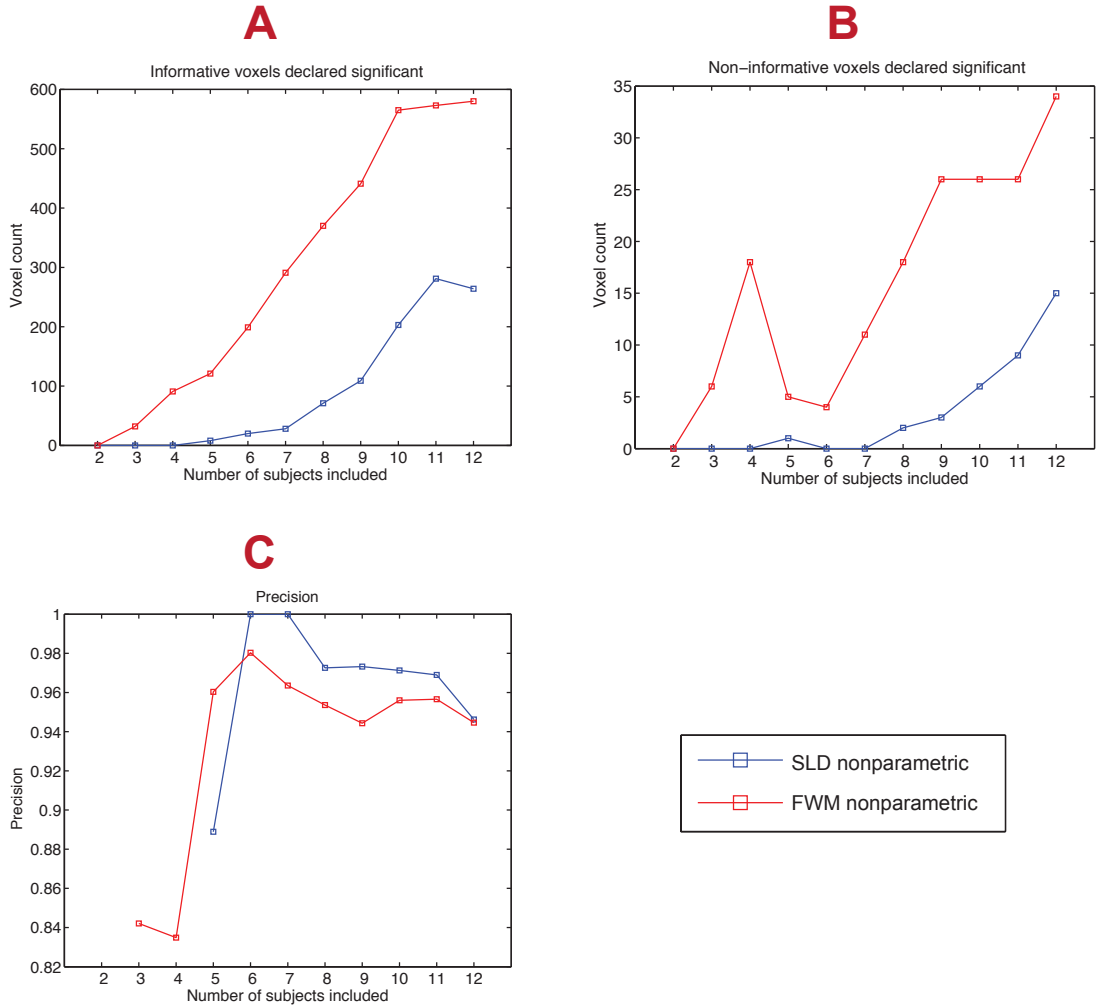 A
Informative voxels declared significant
600
500
400
300
200
100
0
Voxel count
2 3 4 5 6 7 8 9 10 11 12
Number of subjects included
B
Non−informative voxels declared significant
35
30
25
20
15
10
5
0
Voxel count
2 3 4 5 6 7 8 9 10 11 12
Number of subjects included
C
Precision
1
0.98
0.96
0.94
0.92
0.9
0.88
0.86
0.84
0.82
Precision
2 3 4 5 6 7 8 9 10 11 12
Number of subjects included
SLD nonparametric
FWM nonparametric